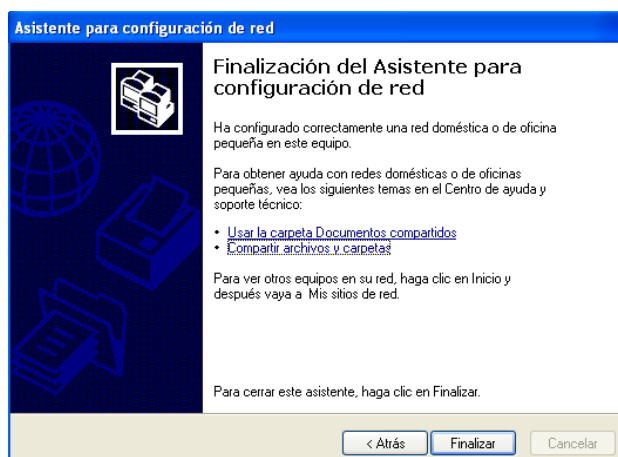 Asistente para configuración de red
Finalización del Asistente para
configuración de red
Ha configurado correctamente una red doméstica o de oficina
pequeña en este equipo.
Para obtener ayuda con redes domésticas o de oficinas
pequeñas, vea los siguientes temas en el Centro de ayuda y
soporte técnico:
• Usar la carpeta Documentos compartidos
• Compartir archivos y carpetas
Para ver otros equipos en su red, haga clic en Inicio y
después vaya a Mis sitios de red.
Para cerrar este asistente, haga clic en Finalizar.
< Atrás Finalizar Cancelar